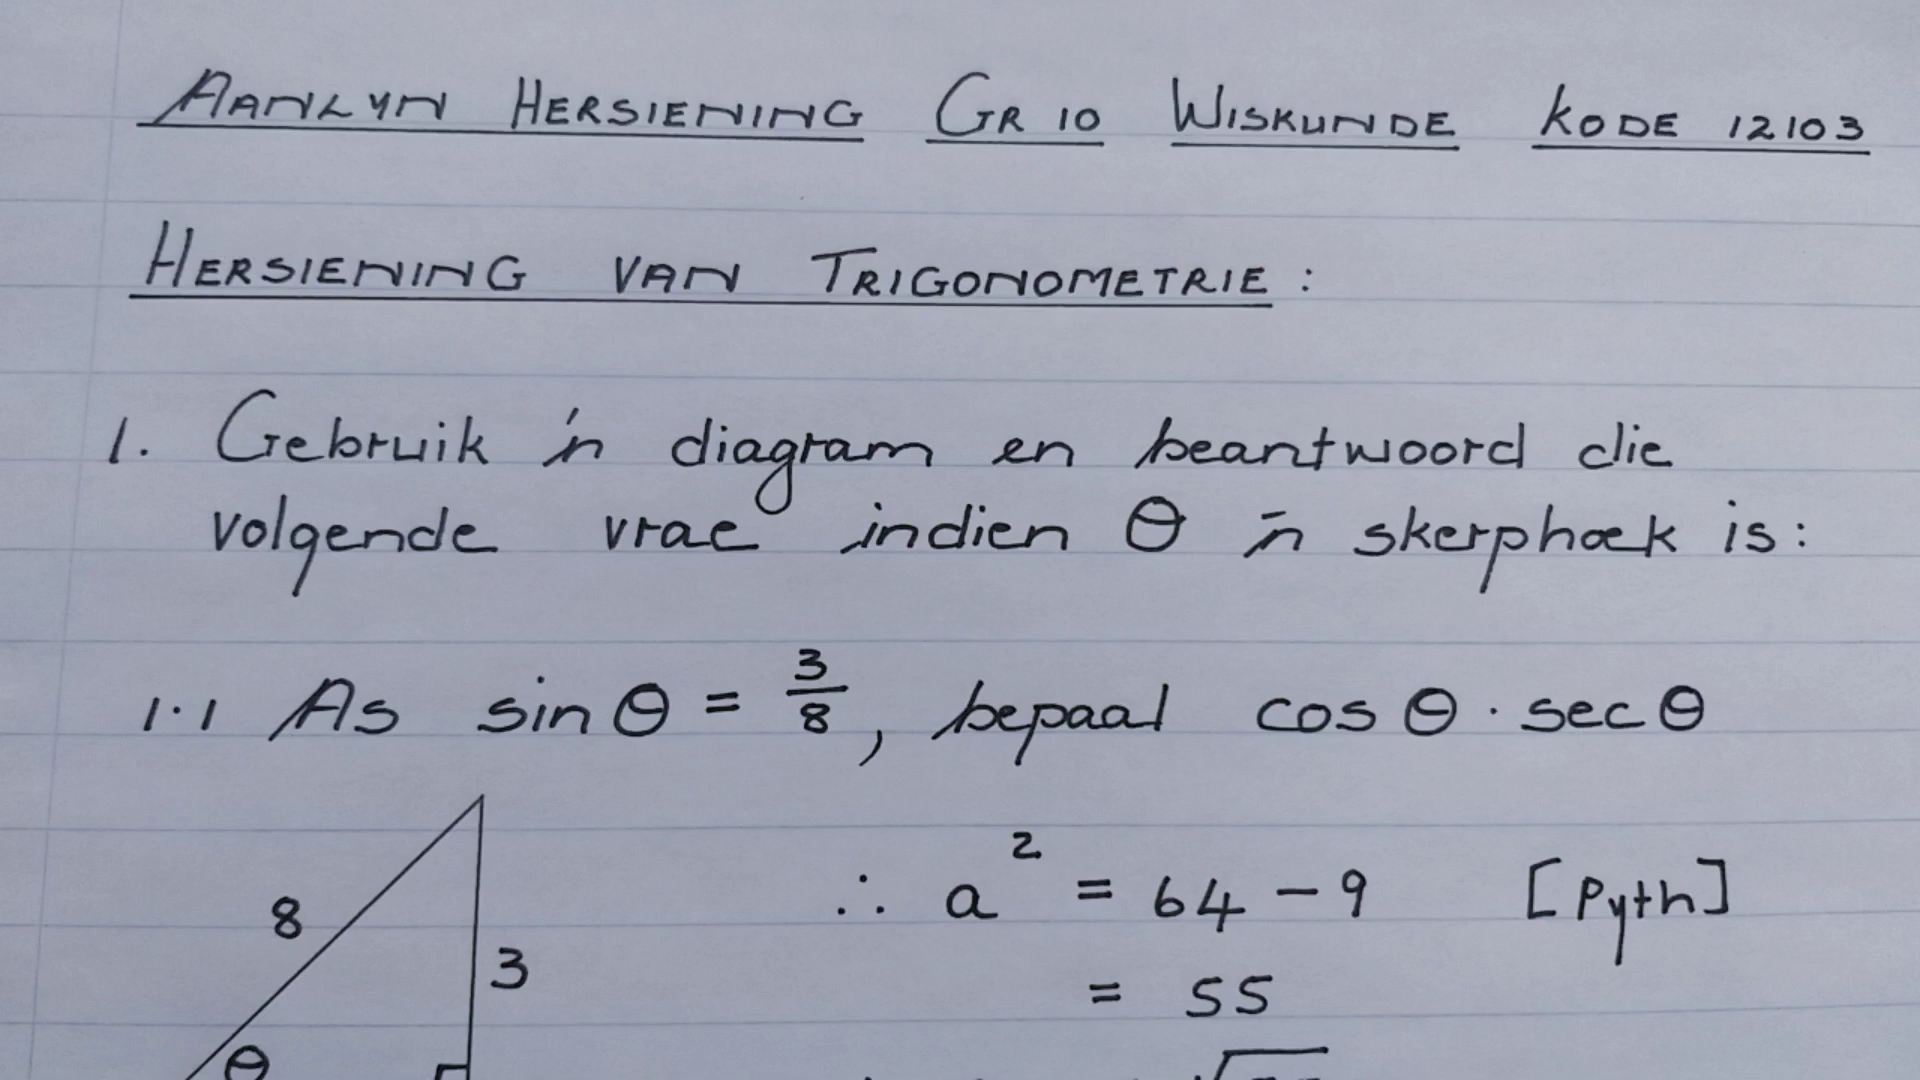 AANLYN HERSIENING GR 10 WISKUNDE KODE 12103
HERSIENING VAN TRIGONOMETRIE:
1. Gebruik 'n diagram en beantwoord die
volgende vrae indien θ 'n skerphoek is:
1.1 As sin θ = 3/8, bepaal cos θ · sec θ
8
3
θ
∴ a² = 64 - 9 [Pyth]
= 55